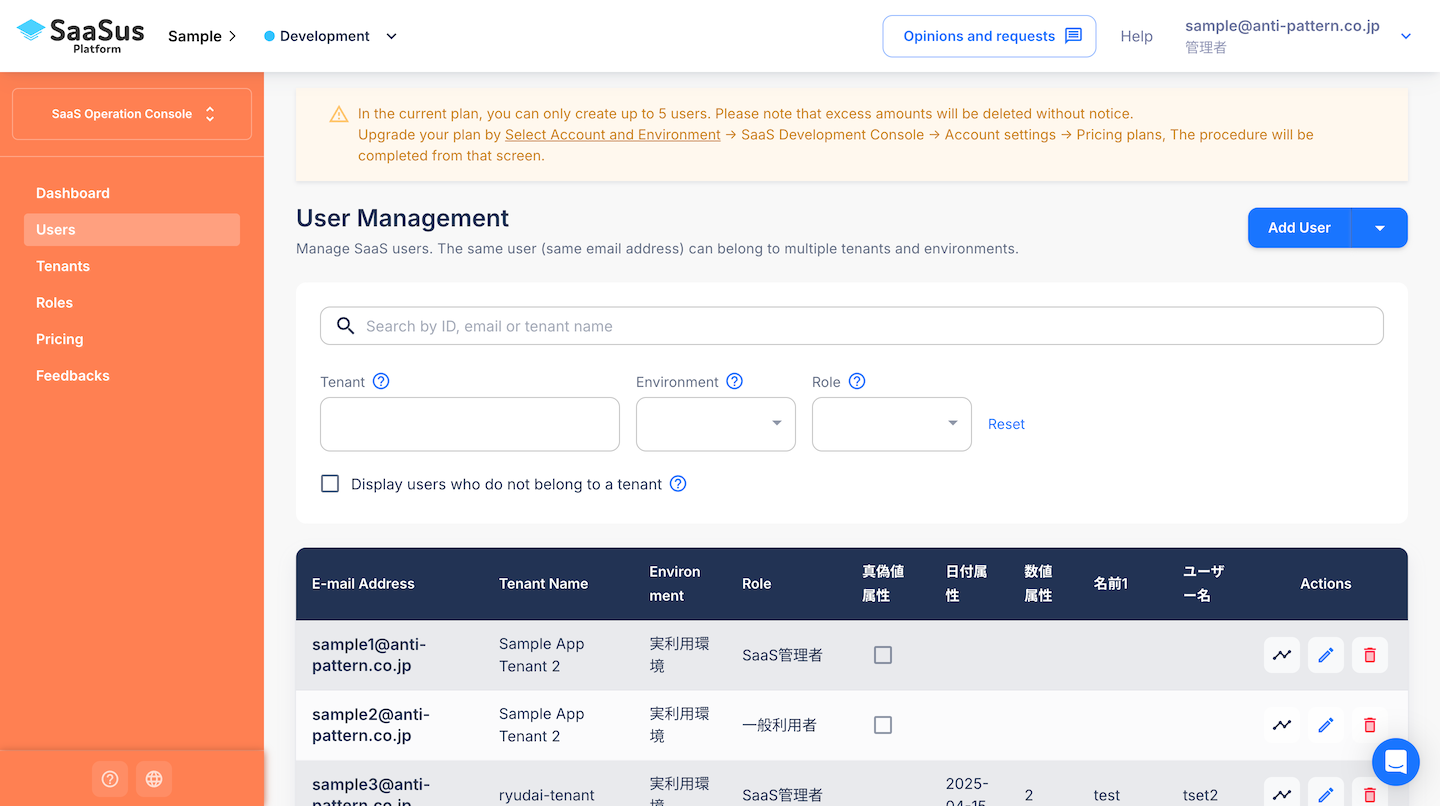 SaaSus
Platform
Sample
Development
Opinions and requests
Help
sample@anti-pattern.co.jp
管理者
SaaS Operation Console
Dashboard
Users
Tenants
Roles
Pricing
Feedbacks
In the current plan, you can only create up to 5 users. Please note that excess amounts will be deleted without notice.
Upgrade your plan by Select Account and Environment → SaaS Development Console → Account settings → Pricing plans, The procedure will be
completed from that screen.
User Management
Manage SaaS users. The same user (same email address) can belong to multiple tenants and environments.
Add User
Search by ID, email or tenant name
Tenant
Environment
Role
Reset
Display users who do not belong to a tenant
E-mail Address
Tenant Name
Environ
ment
Role
真偽値
属性
日付属
性
数値
属性
名前1
ユーザ
ー名
Actions
sample1@anti-
pattern.co.jp
Sample App
Tenant 2
実利用環
境
SaaS管理者
sample2@anti-
pattern.co.jp
Sample App
Tenant 2
実利用環
境
一般利用者
sample3@anti-
pattern.co.jp
ryudai-tenant
実利用環
境
SaaS管理者
2025-
04-15
2
test
tset2